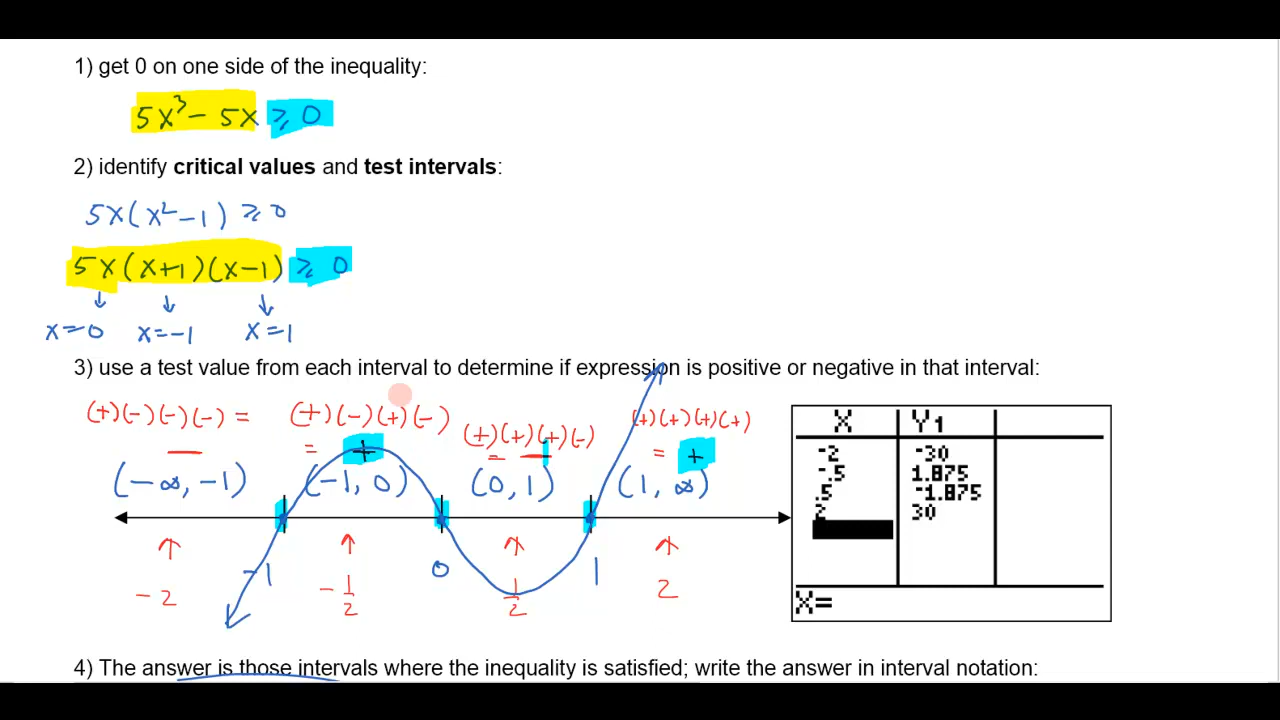 1) get 0 on one side of the inequality:
5x³ - 5x ≥ 0
2) identify critical values and test intervals:
5x(x² - 1) ≥ 0
5x(x+1)(x-1) ≥ 0
↓ ↓ ↓
x=0 x=-1 x=1
3) use a test value from each interval to determine if expression is positive or negative in that interval:
(+)(-)(-)(-) = (+)(-)(+)(-) (+)(+)(+)(-) (+)(+)(+)(+)
− = + = − = +
(-∞, -1) (-1, 0) (0, 1) (1, ∞)
↑ ↑ ↑ ↑
-1 0 1
-2 -1/2 1/2 2
X Y1
-2 -30
-.5 1.875
.5 -1.875
2 30
X=
4) The answer is those intervals where the inequality is satisfied; write the answer in interval notation: